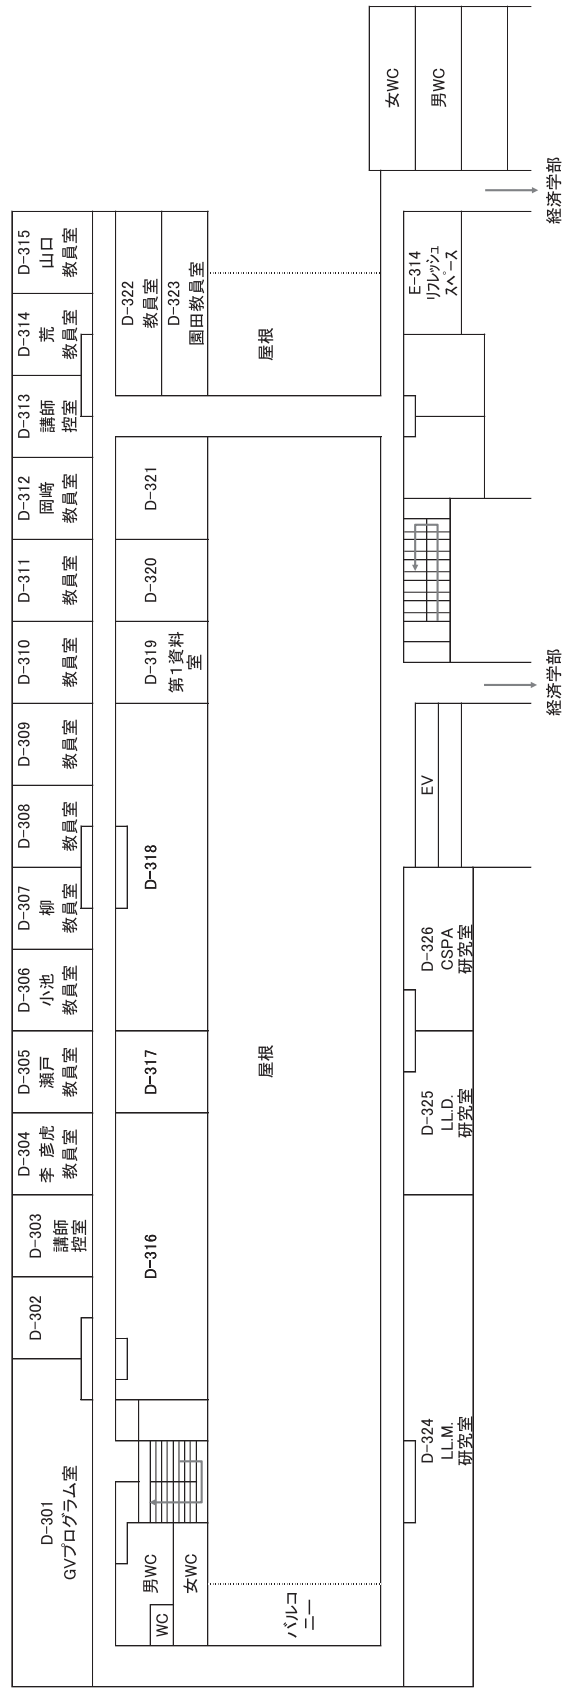 D-301
GVプログラム室
D-302
D-303
講師
控室
D-304
李 彦虎
教員室
D-305
瀬戸
教員室
D-306
小池
教員室
D-307
柳
教員室
D-308
教員室
D-309
教員室
D-310
教員室
D-311
教員室
D-312
岡﨑
教員室
D-313
講師
控室
D-314
荒
教員室
D-315
山口
教員室
男WC
WC
女WC
D-316
D-317
D-318
D-319
第1資料
室
D-320
D-321
D-322
教員室
D-323
園田教員室
バルコ
ニー
屋根
屋根
D-324
LL.M.
研究室
D-325
LL.D.
研究室
D-326
CSPA
研究室
EV
経済学部
E-314
リフレッシュ
スペース
経済学部
女WC
男WC